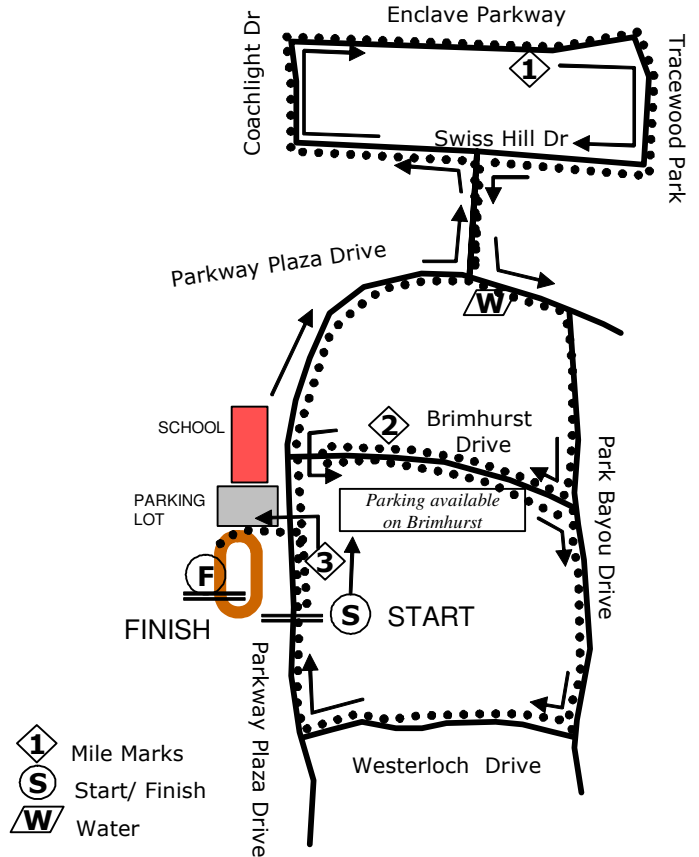 Enclave Parkway
Coachlight Dr
Tracewood Park
1
Swiss Hill Dr
Parkway Plaza Drive
W
SCHOOL
2
Brimhurst
Drive
Park Bayou Drive
PARKING
LOT
Parking available
on Brimhurst
3
F
S
START
FINISH
Parkway Plaza Drive
Westerloch Drive
1
Mile Marks
S
Start/ Finish
W
Water